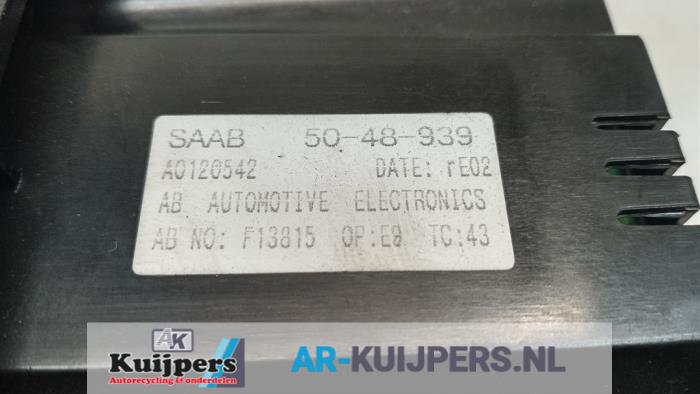 SAAB 50-48-939
A0120542 DATE: rE02
AB AUTOMOTIVE ELECTRONICS
AB NO: F13815 OP:E8 TC:43
AK
Kuijpers
Autorecycling & onderdelen
AR-KUIJPERS.NL